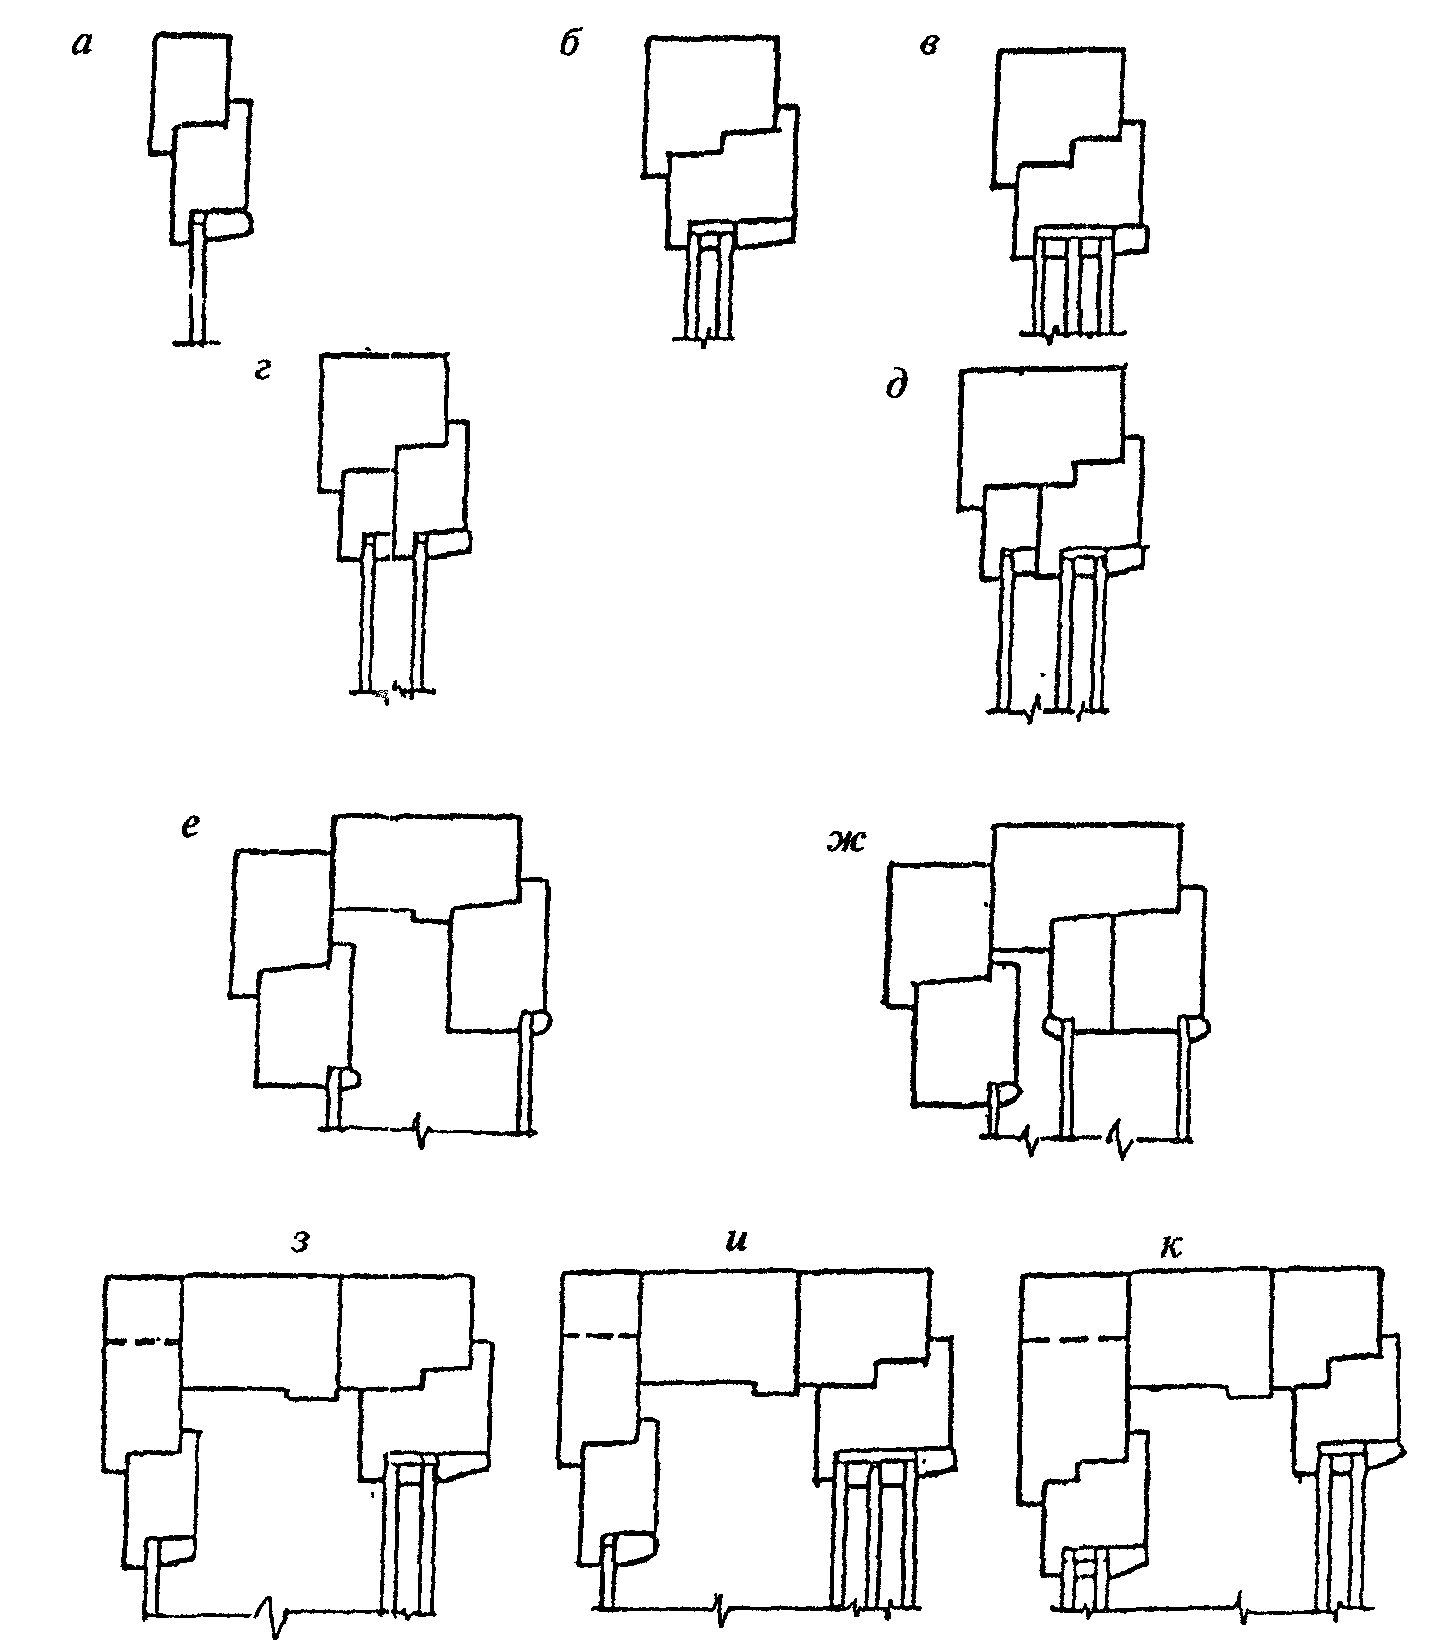 а б в
г д
е ж
з и к